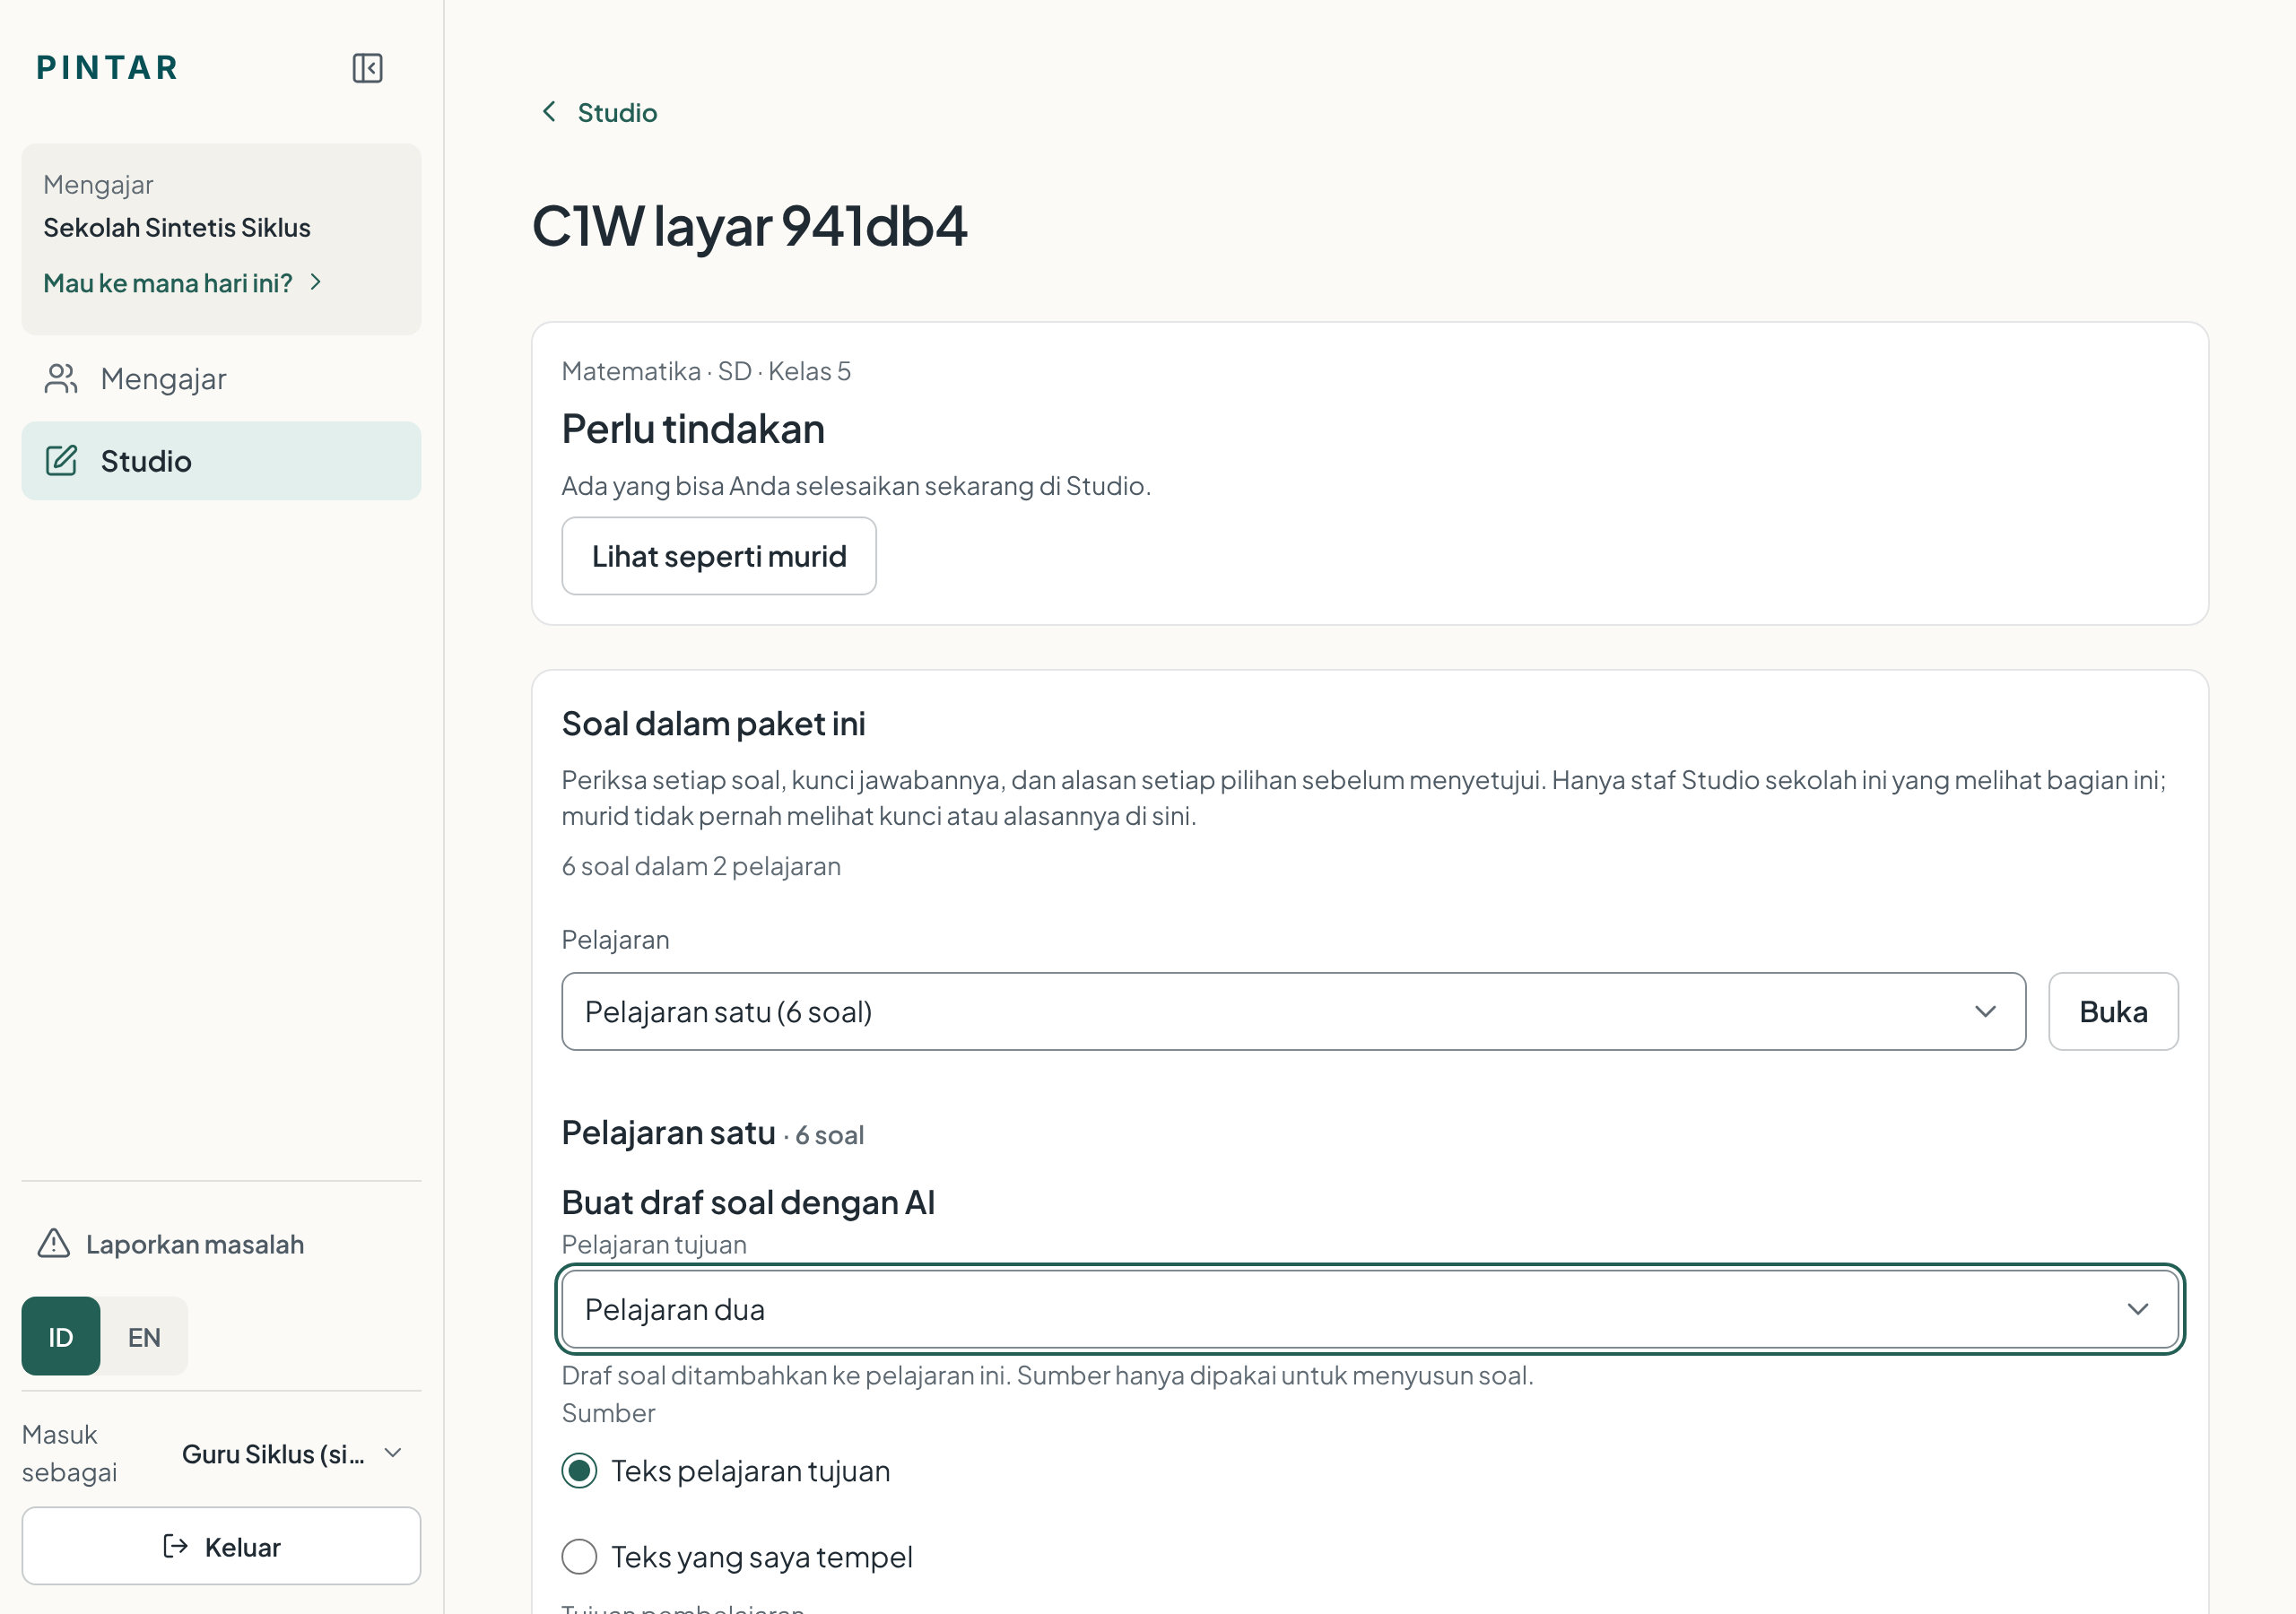 PINTAR
Mengajar
Sekolah Sintetis Siklus
Mau ke mana hari ini?
Mengajar
Studio
Laporkan masalah
ID
EN
Masuk sebagai
Guru Siklus (si...
Keluar
Studio
C1W layar 941db4
Matematika · SD · Kelas 5
Perlu tindakan
Ada yang bisa Anda selesaikan sekarang di Studio.
Lihat seperti murid
Soal dalam paket ini
Periksa setiap soal, kunci jawabannya, dan alasan setiap pilihan sebelum menyetujui. Hanya staf Studio sekolah ini yang melihat bagian ini;
murid tidak pernah melihat kunci atau alasannya di sini.
6 soal dalam 2 pelajaran
Pelajaran
Pelajaran satu (6 soal)
Buka
Pelajaran satu · 6 soal
Buat draf soal dengan AI
Pelajaran tujuan
Pelajaran dua
Draf soal ditambahkan ke pelajaran ini. Sumber hanya dipakai untuk menyusun soal.
Sumber
Teks pelajaran tujuan
Teks yang saya tempel